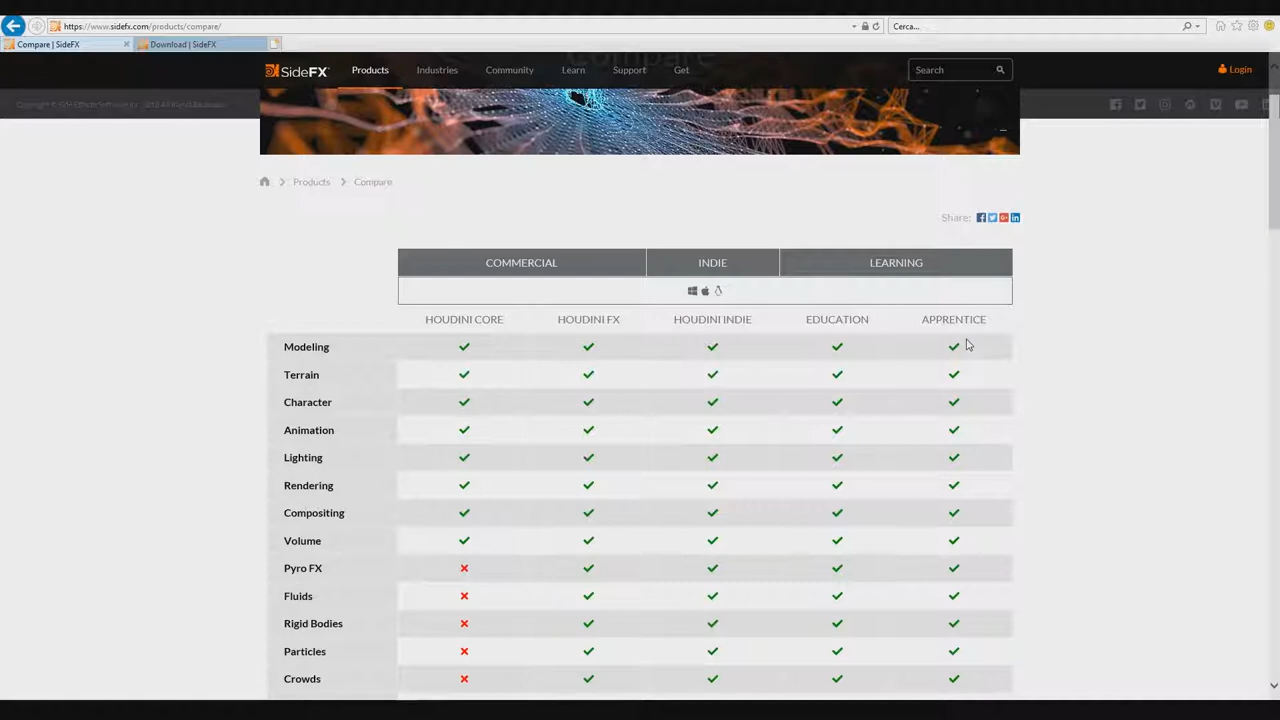 https://www.sidefx.com/products/compare/
Cerca...
Compare | SideFX
Download | SideFX
SideFX
Products
Industries
Community
Learn
Support
Get
Search
Login
Compare
Products
Compare
Share:
COMMERCIAL
INDIE
LEARNING
HOUDINI CORE
HOUDINI FX
HOUDINI INDIE
EDUCATION
APPRENTICE
Modeling
Terrain
Character
Animation
Lighting
Rendering
Compositing
Volume
Pyro FX
Fluids
Rigid Bodies
Particles
Crowds